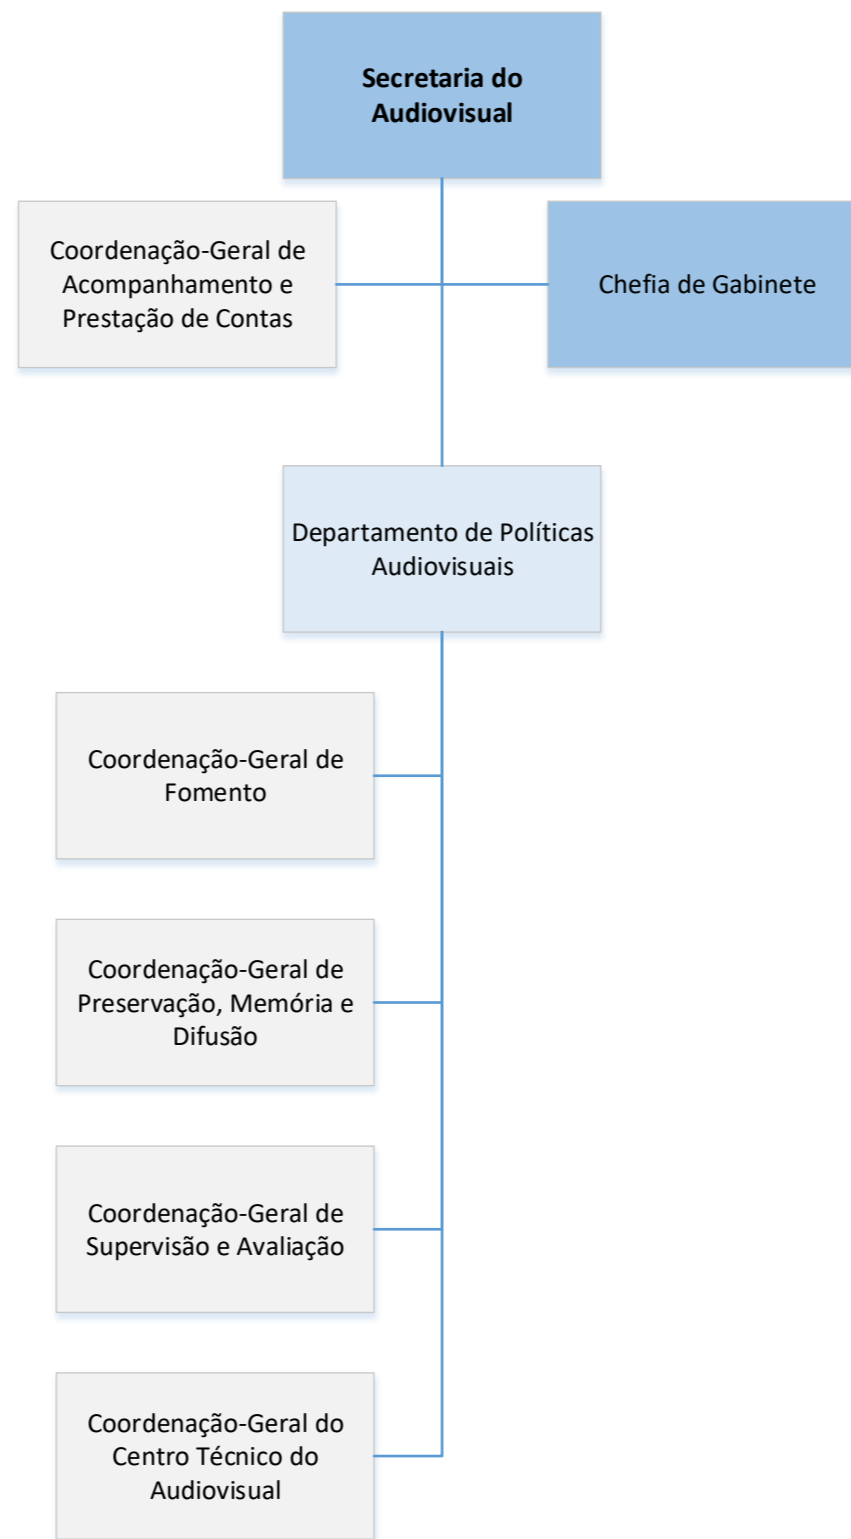 Secretaria do
Audiovisual
Coordenação-Geral de
Acompanhamento e
Prestação de Contas
Chefia de Gabinete
Departamento de Políticas
Audiovisuais
Coordenação-Geral de
Fomento
Coordenação-Geral de
Preservação, Memória e
Difusão
Coordenação-Geral de
Supervisão e Avaliação
Coordenação-Geral do
Centro Técnico do
Audiovisual